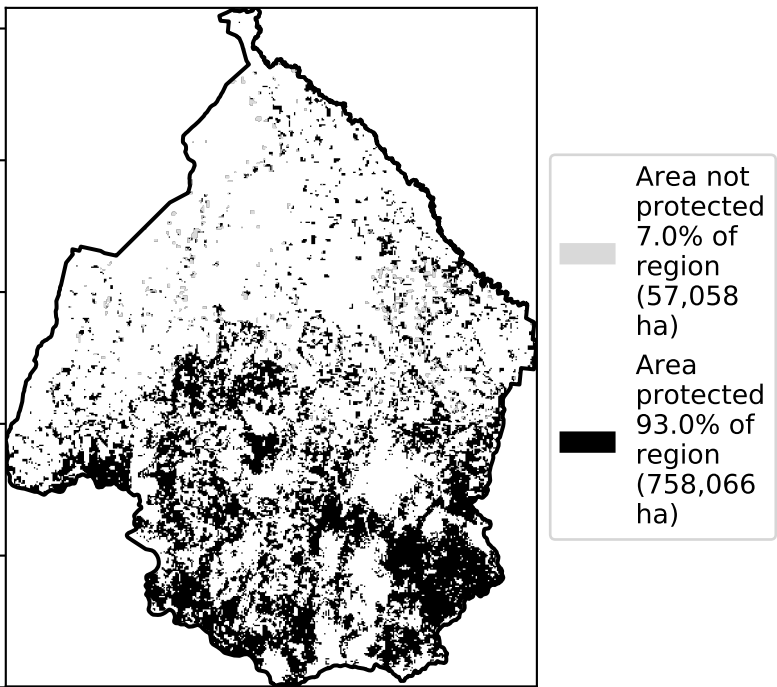 Area not
protected
7.0% of
region
(57,058
ha)
Area
protected
93.0% of
region
(758,066
ha)